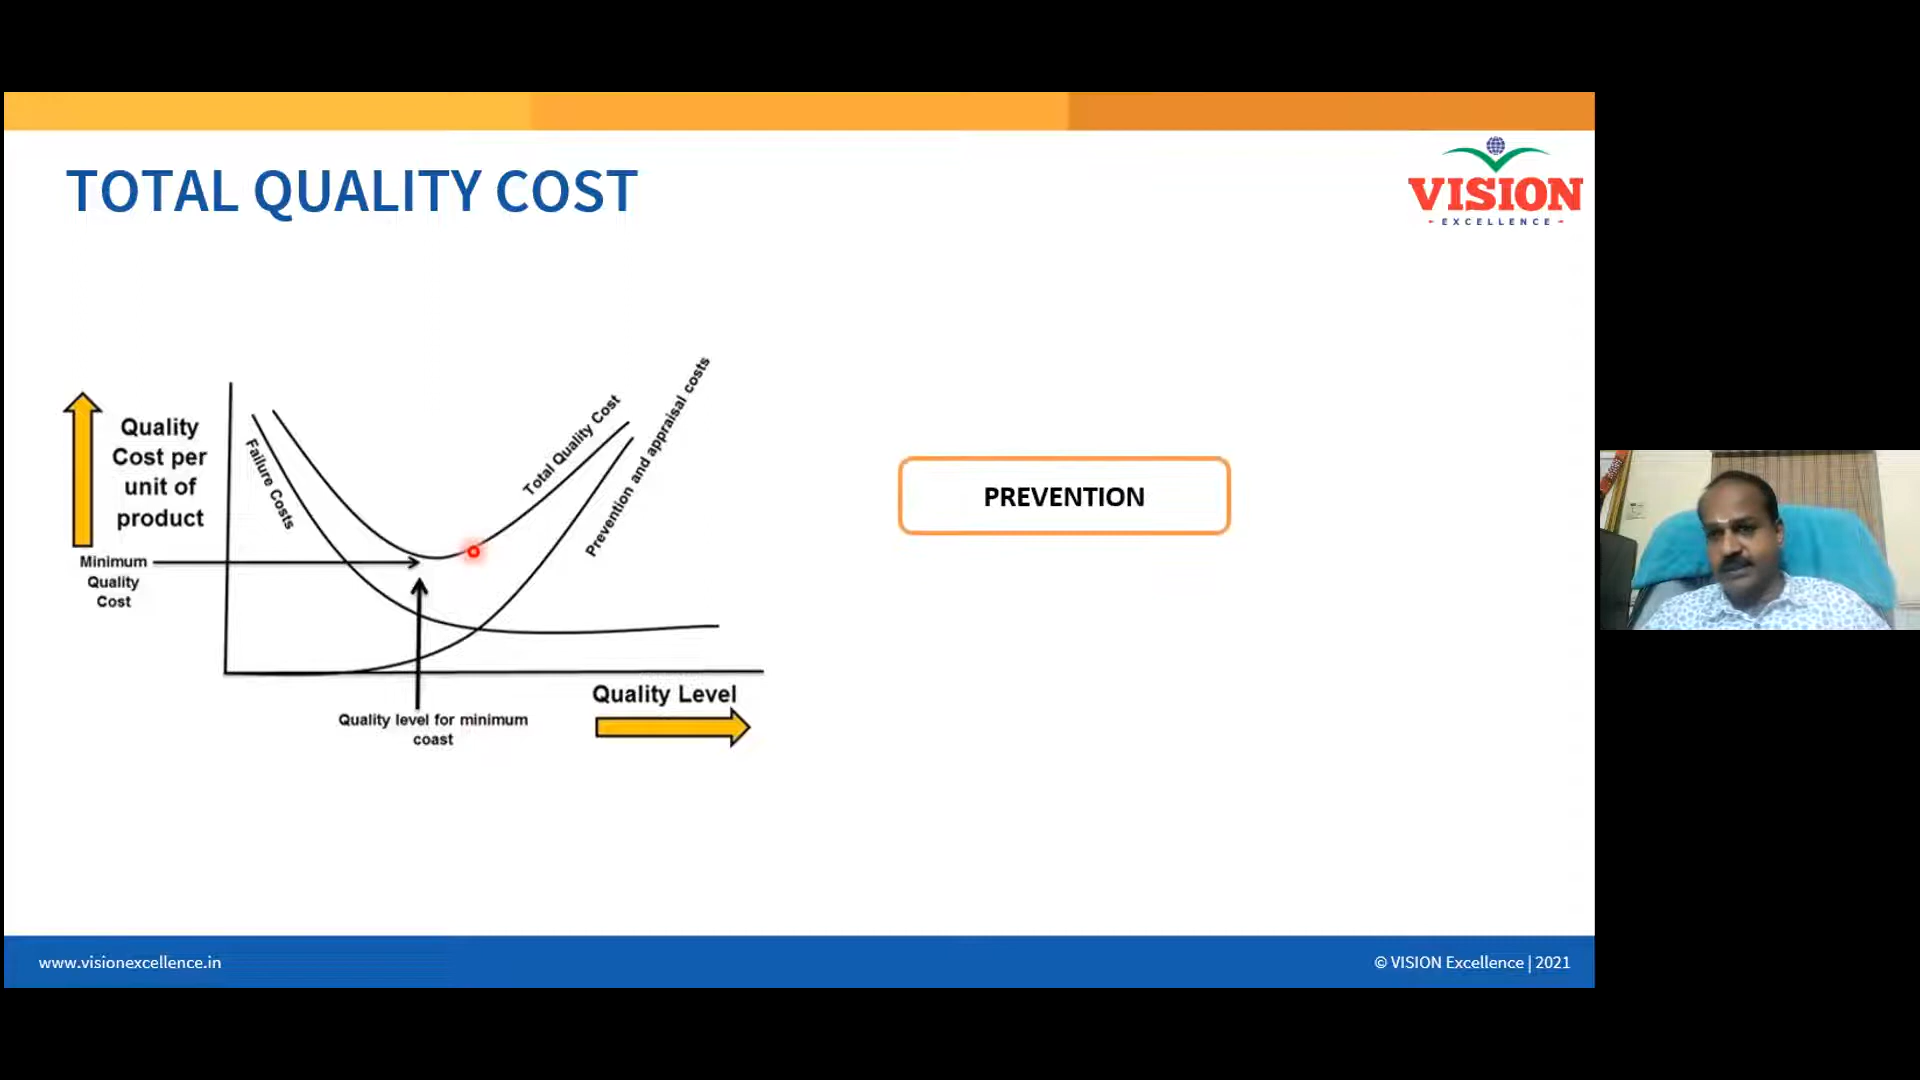 TOTAL QUALITY COST
VISION
EXCELLENCE
Quality
Cost per
unit of
product
Minimum
Quality
Cost
Failure Costs
Total Quality Cost
Prevention and appraisal costs
Quality Level
Quality level for minimum
coast
PREVENTION
www.visionexcellence.in
© VISION Excellence | 2021